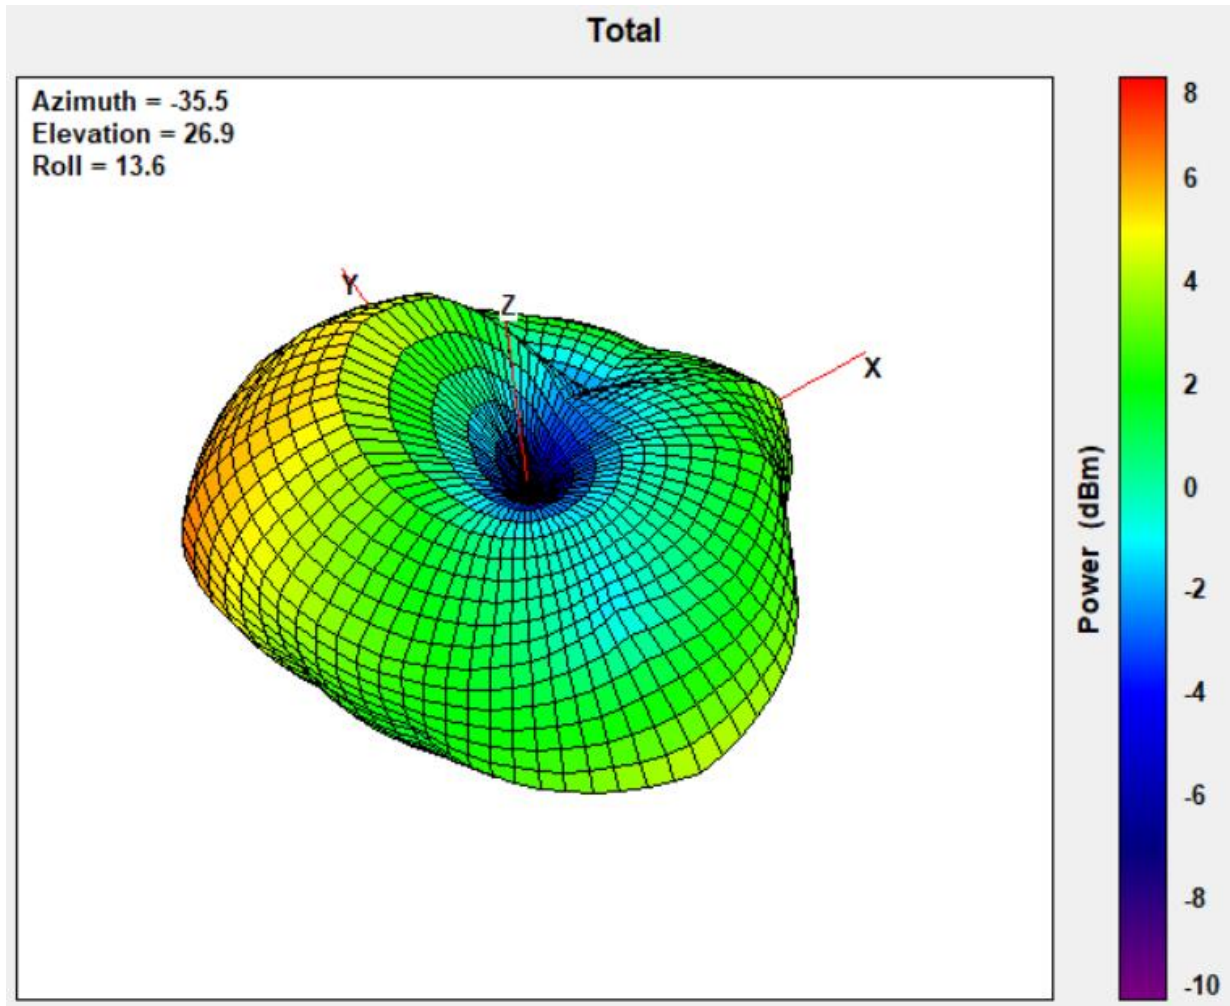 Total
Azimuth = -35.5
Elevation = 26.9
Roll = 13.6
Y
Z
X
8
6
4
2
0
-2
-4
-6
-8
-10
Power (dBm)